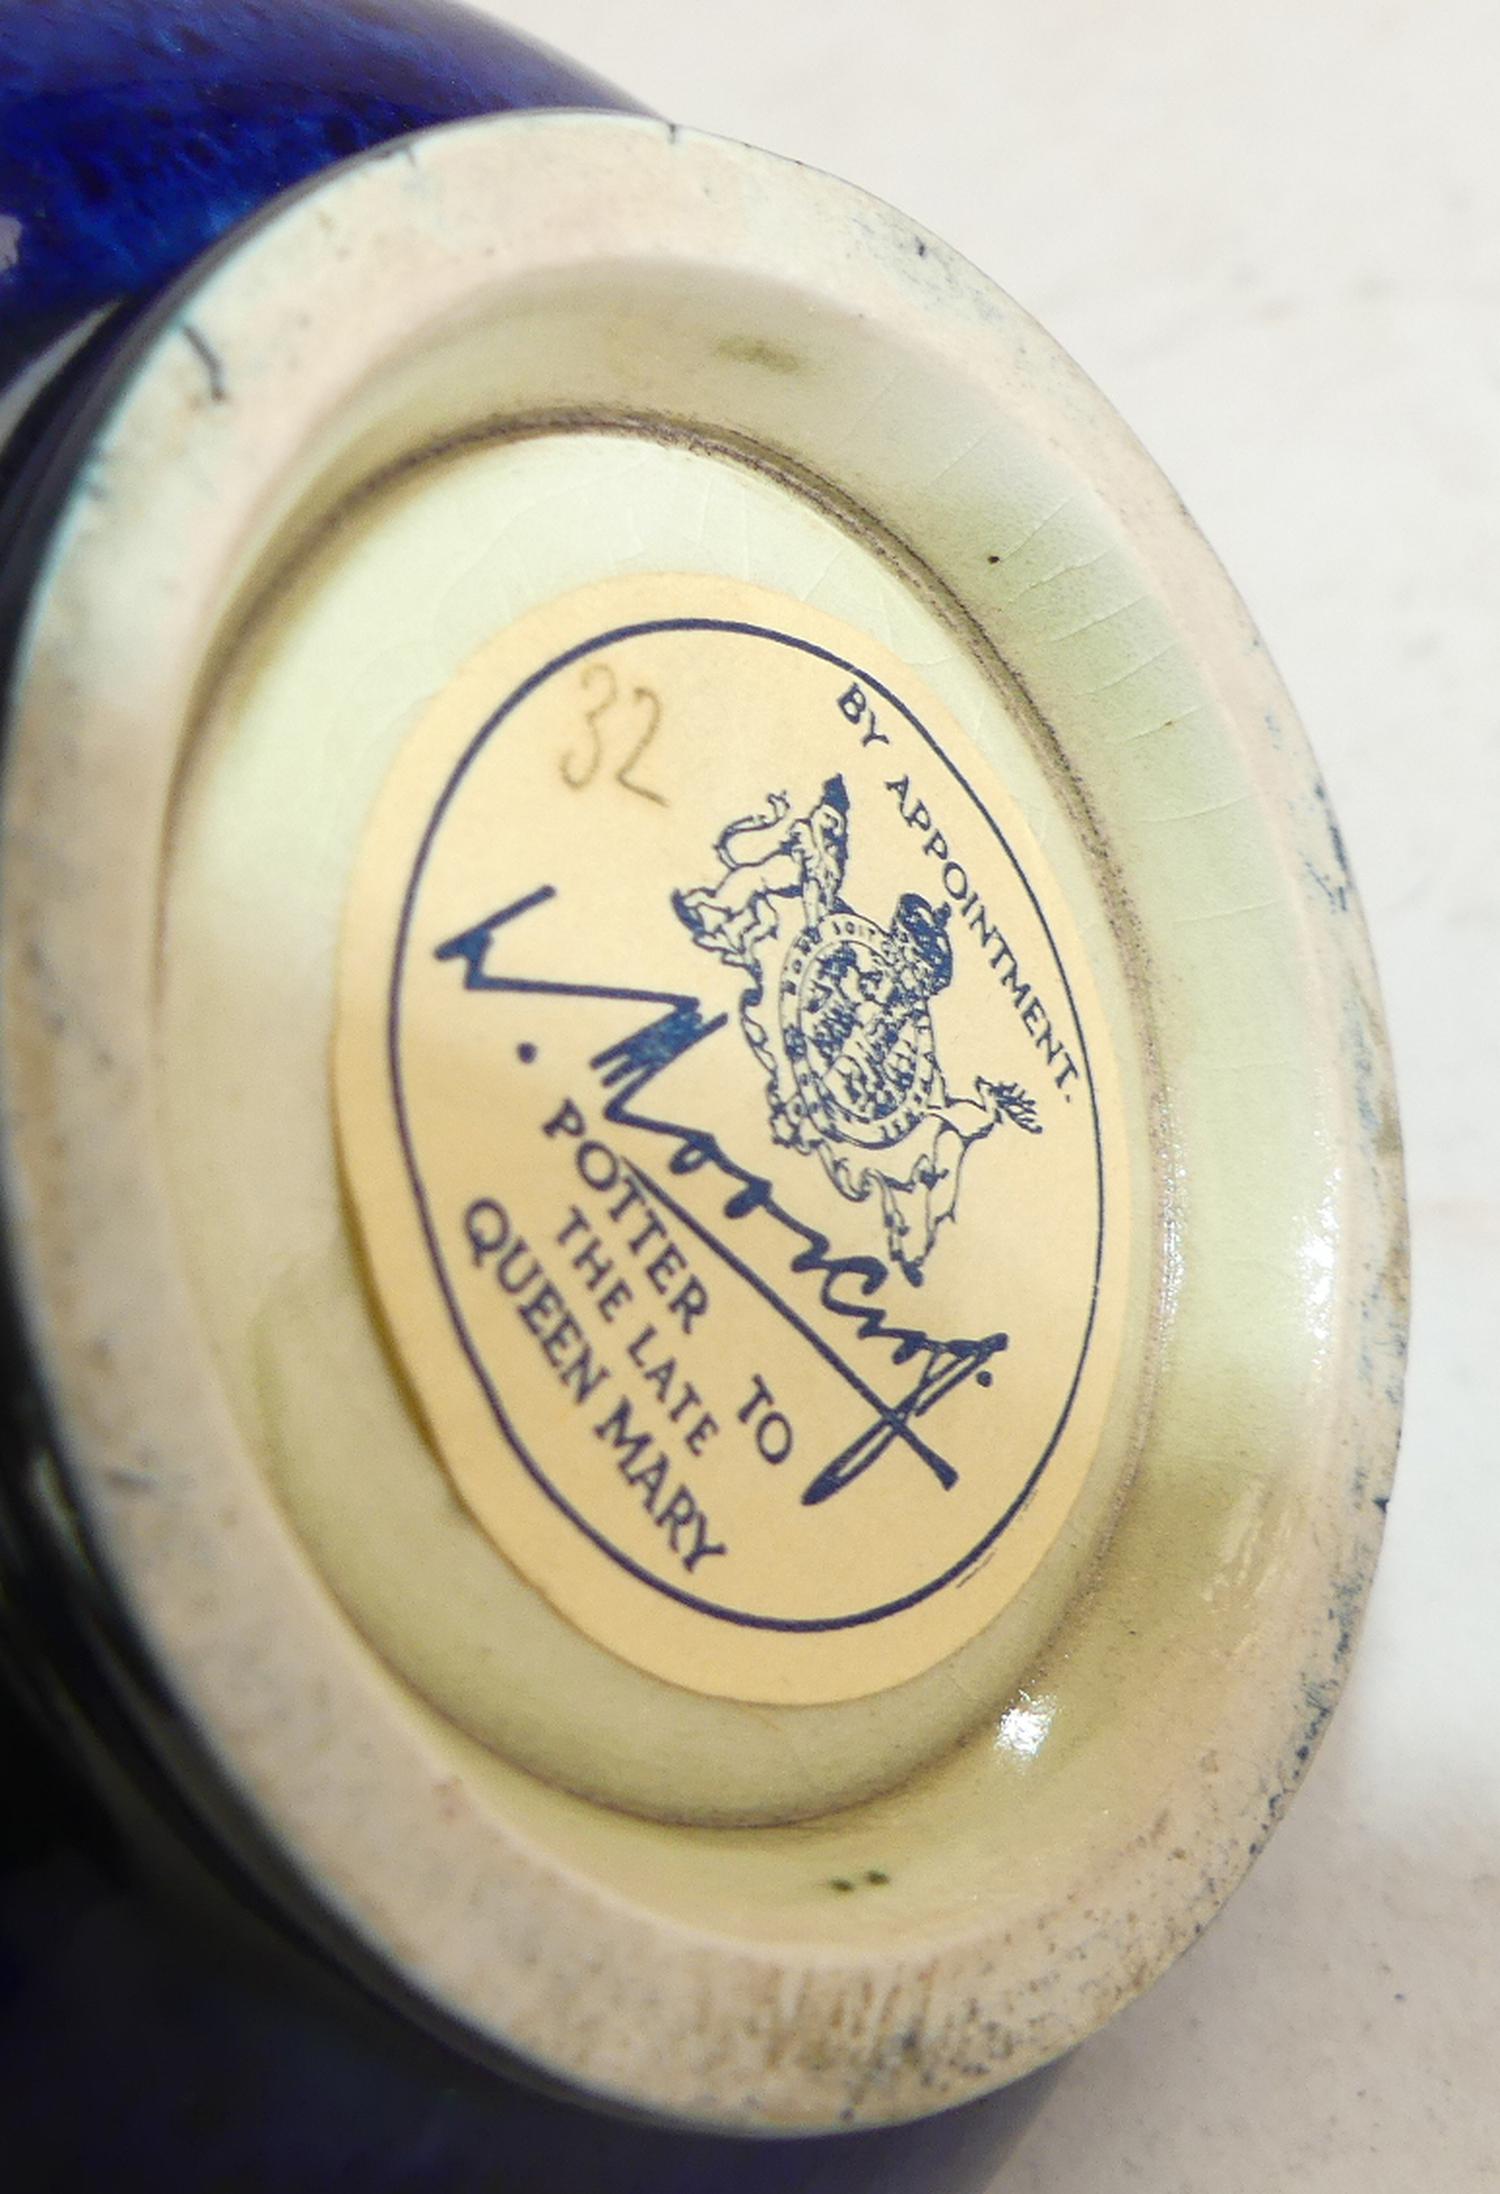 32
BY APPOINTMENT.
W. Moorcroft.
POTTER TO
THE LATE
QUEEN MARY